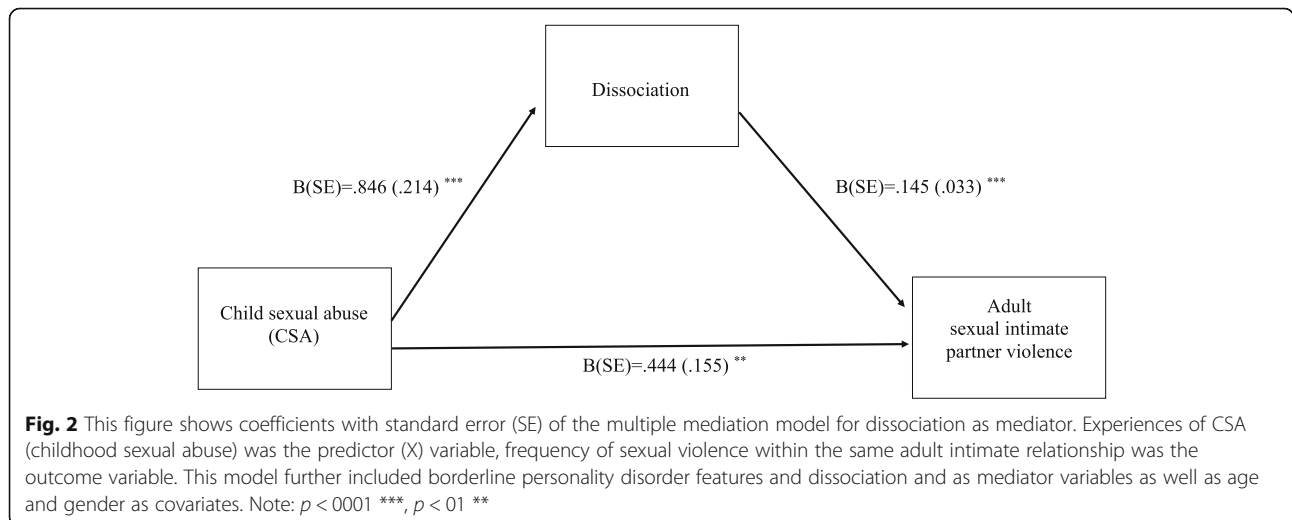 Dissociation
B(SE)=.846 (.214) ***
B(SE)=.145 (.033) ***
Child sexual abuse
(CSA)
Adult
sexual intimate
partner violence
B(SE)=.444 (.155) **
Fig. 2 This figure shows coefficients with standard error (SE) of the multiple mediation model for dissociation as mediator. Experiences of CSA
(childhood sexual abuse) was the predictor (X) variable, frequency of sexual violence within the same adult intimate relationship was the
outcome variable. This model further included borderline personality disorder features and dissociation and as mediator variables as well as age
and gender as covariates. Note: p < 0001 ***, p < 01 **